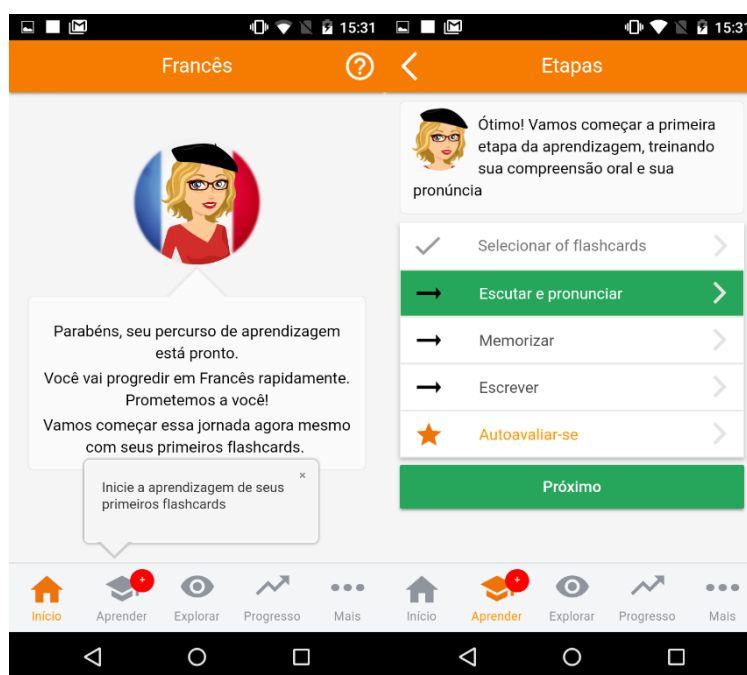 15:31
Francês
?
Parabéns, seu percurso de aprendizagem
está pronto.
Você vai progredir em Francês rapidamente.
Prometemos a você!
Vamos começar essa jornada agora mesmo
com seus primeiros flashcards.
Inicie a aprendizagem de seus
primeiros flashcards
×
+
Início
Aprender
Explorar
Progresso
Mais
15:31
Etapas
Ótimo! Vamos começar a primeira
etapa da aprendizagem, treinando
sua compreensão oral e sua
pronúncia
Selecionar of flashcards
Escutar e pronunciar
Memorizar
Escrever
Autoavaliar-se
Próximo
+
Início
Aprender
Explorar
Progresso
Mais